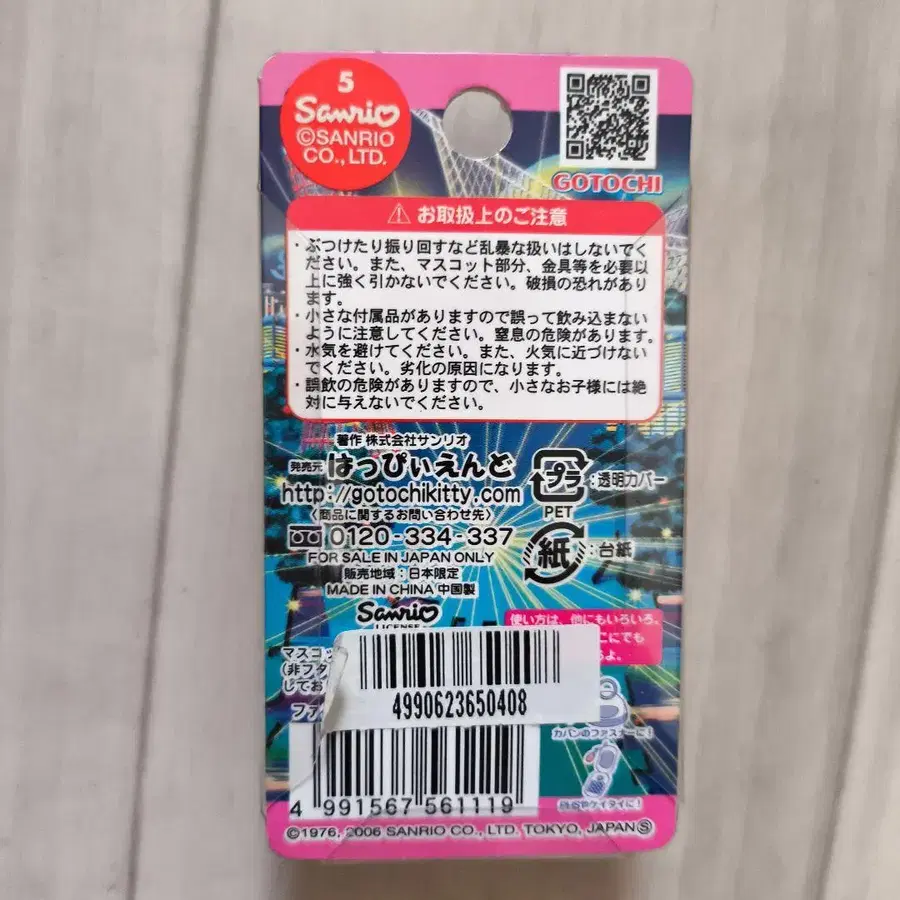 5
Sanrio
©SANRIO
CO., LTD.
GOTOCHI
⚠ お取扱上のご注意
・ぶつけたり振り回すなど乱暴な扱いはしないでく
ださい。また、マスコット部分、金具等を必要以
上に強く引かないでください。破損の恐れがあり
ます。
・小さな付属品がありますので誤って飲み込まない
ように注意してください。窒息の危険があります。
・水気を避けてください。また、火気に近づけない
でください。劣化の原因になります。
・誤飲の危険がありますので、小さなお子様には絶
対に与えないでください。
著作 株式会社サンリオ
発売元 はっぴぃえんど
http://gotochikitty.com
〈商品に関するお問い合わせ先〉
0120-334-337
FOR SALE IN JAPAN ONLY
販売地域:日本限定
MADE IN CHINA 中国製
プラ :透明カバー
PET
紙 :台紙
Sanrio
LICENSE
使い方は、他にもいろいろ。
こにでも
るよ。
マスコッ
(非フタ
してお
ファ
4990623650408
カバンのファスナーに!
ケイタイに!
4 991567 561119
©1976, 2006 SANRIO CO., LTD. TOKYO, JAPAN Ⓢ